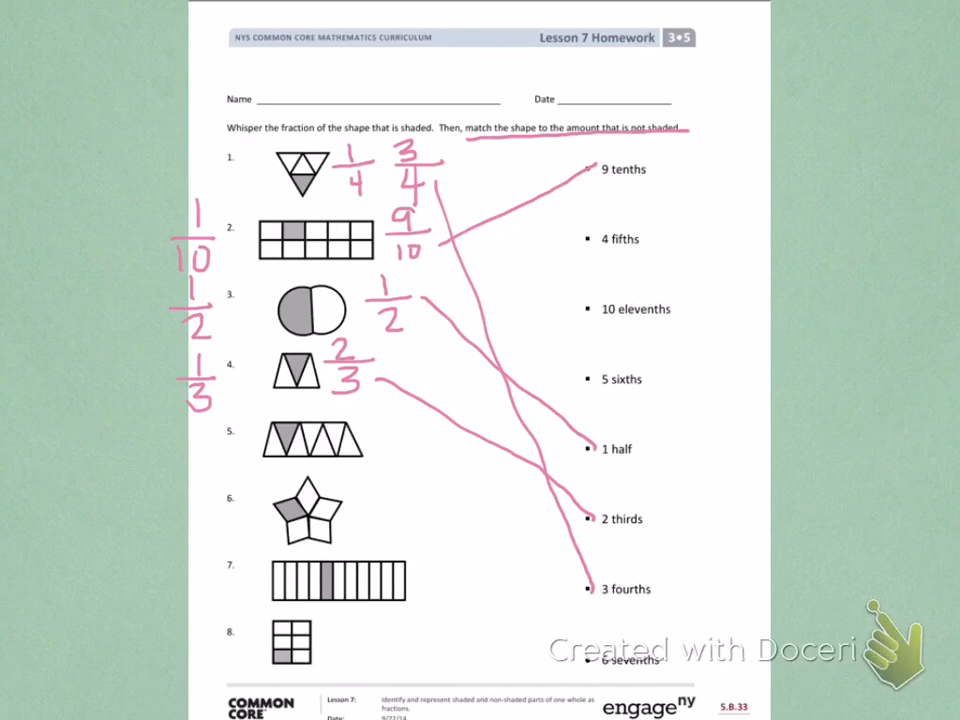 NYS COMMON CORE MATHEMATICS CURRICULUM Lesson 7 Homework 3•5
Name Date
Whisper the fraction of the shape that is shaded. Then, match the shape to the amount that is not shaded.
1. 1/4 3/4 ▪ 9 tenths
1/10 2. 9/10 ▪ 4 fifths
1/2 3. 1/2 ▪ 10 elevenths
1/3 4. 2/3 ▪ 5 sixths
5. ▪ 1 half
6. ▪ 2 thirds
7. ▪ 3 fourths
8. ▪ 6 sevenths
Created with Doceri
COMMON CORE
Lesson 7: Identify and represent shaded and non-shaded parts of one whole as
fractions.
Date: 9/22/14
engage ny
5.B.33